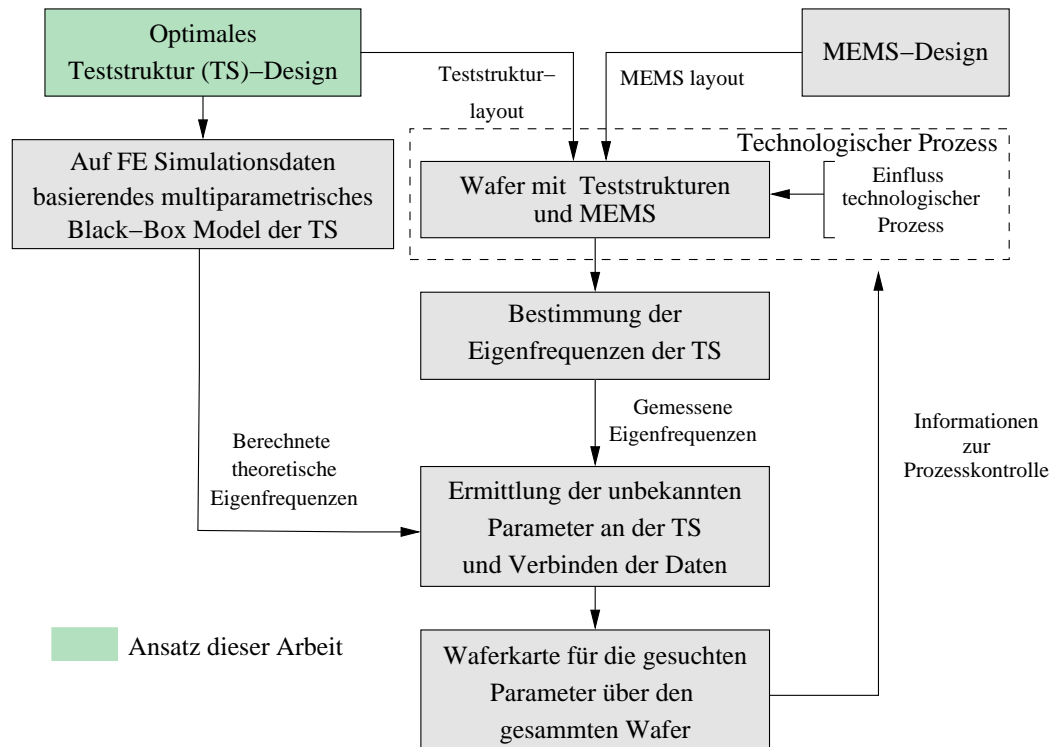 Optimales
Teststruktur (TS)–Design
MEMS–Design
Teststruktur–
layout
MEMS layout
Auf FE Simulationsdaten
basierendes multiparametrisches
Black–Box Model der TS
Technologischer Prozess
Wafer mit Teststrukturen
und MEMS
Einfluss
technologischer
Prozess
Bestimmung der
Eigenfrequenzen der TS
Gemessene
Eigenfrequenzen
Berechnete
theoretische
Eigenfrequenzen
Informationen
zur
Prozesskontrolle
Ermittlung der unbekannten
Parameter an der TS
und Verbinden der Daten
Ansatz dieser Arbeit
Waferkarte für die gesuchten
Parameter über den
gesammten Wafer